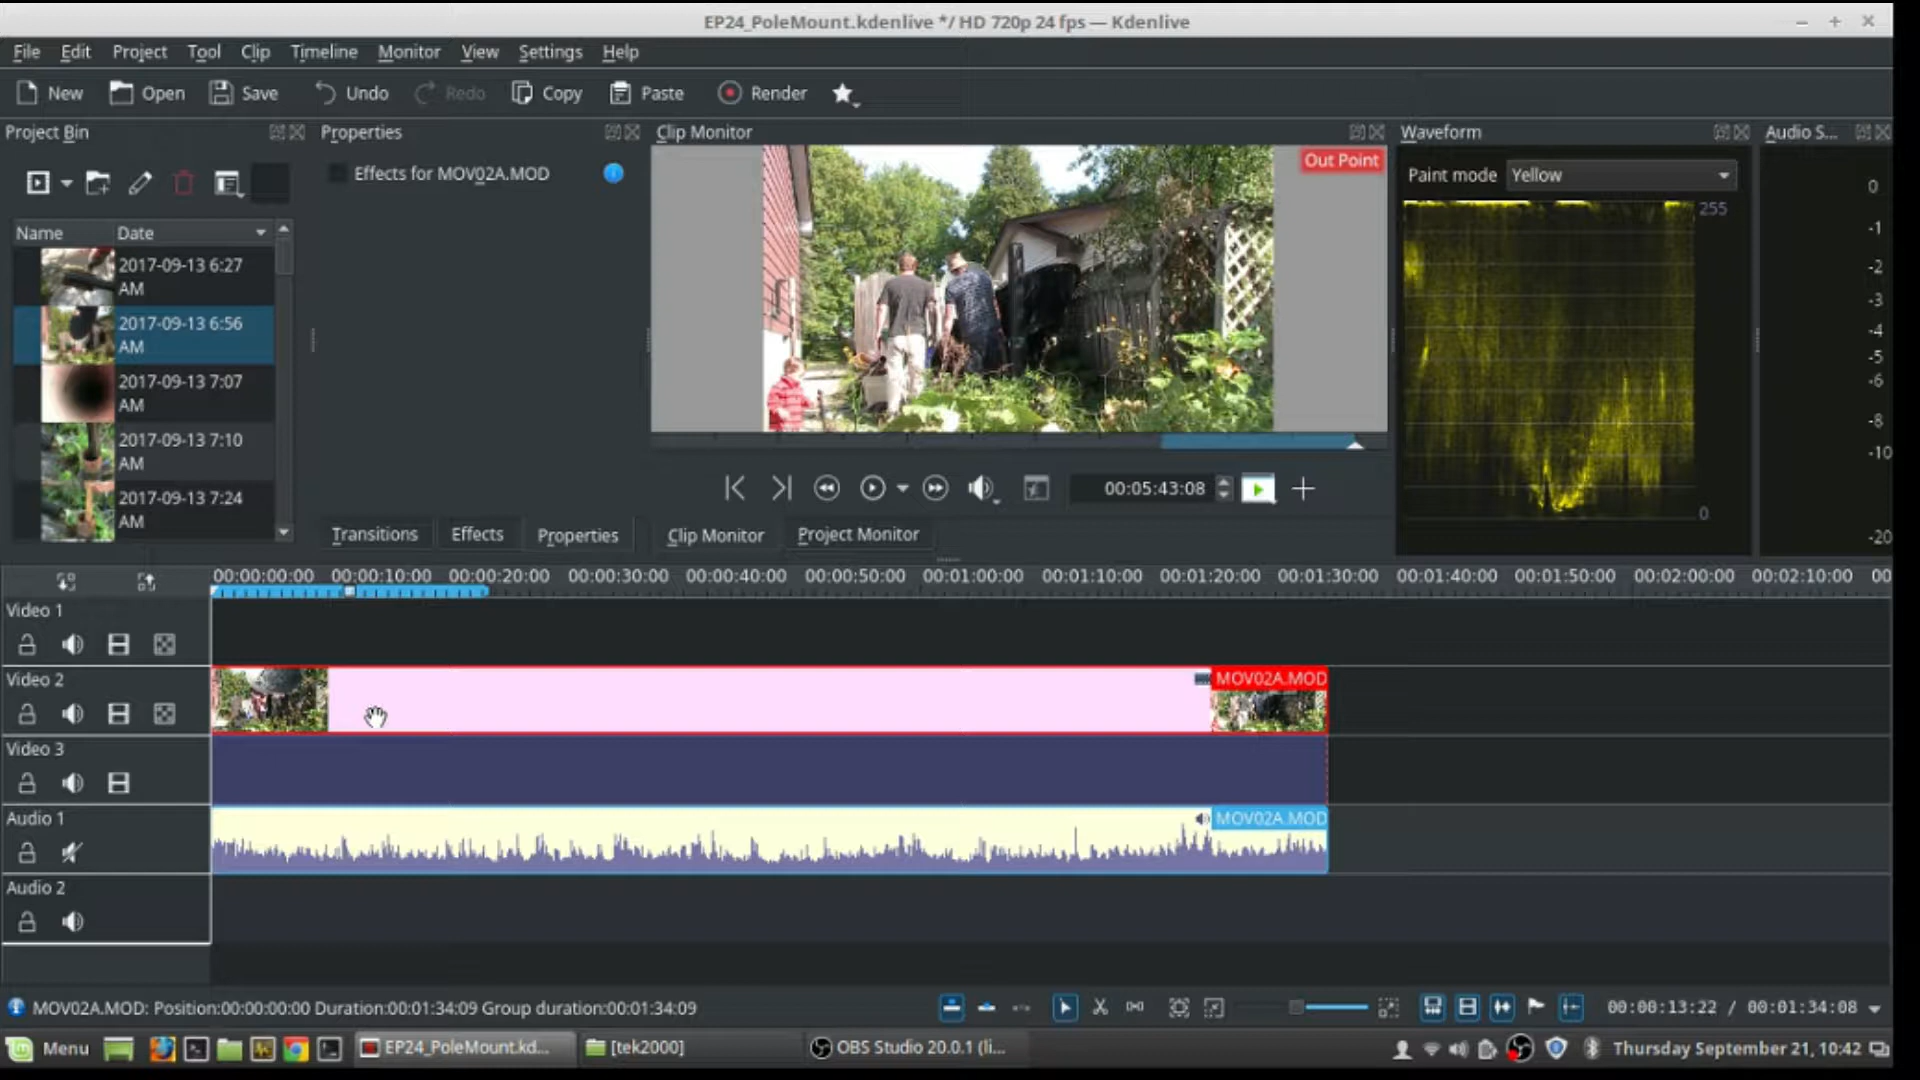 EP24_PoleMount.kdenlive */ HD 720p 24 fps — Kdenlive
File Edit Project Tool Clip Timeline Monitor View Settings Help
New Open Save Undo Redo Copy Paste Render
Project Bin Properties Clip Monitor Waveform Audio S...
Effects for MOV02A.MOD
Out Point
Paint mode Yellow
255
0
0
-1
-2
-3
-4
-5
-6
-8
-10
-20
Name Date
2017-09-13 6:27
AM
2017-09-13 6:56
AM
2017-09-13 7:07
AM
2017-09-13 7:10
AM
2017-09-13 7:24
AM
00:05:43:08
Transitions Effects Properties Clip Monitor Project Monitor
00:00:00:00 00:00:10:00 00:00:20:00 00:00:30:00 00:00:40:00 00:00:50:00 00:01:00:00 00:01:10:00 00:01:20:00 00:01:30:00 00:01:40:00 00:01:50:00 00:02:00:00 00:02:10:00 00
Video 1
Video 2
MOV02A.MOD
Video 3
Audio 1
MOV02A.MOD
Audio 2
MOV02A.MOD: Position:00:00:00:00 Duration:00:01:34:09 Group duration:00:01:34:09
00:00:13:22 / 00:01:34:08
Menu EP24_PoleMount.kd... [tek2000] OBS Studio 20.0.1 (li... Thursday September 21, 10:42